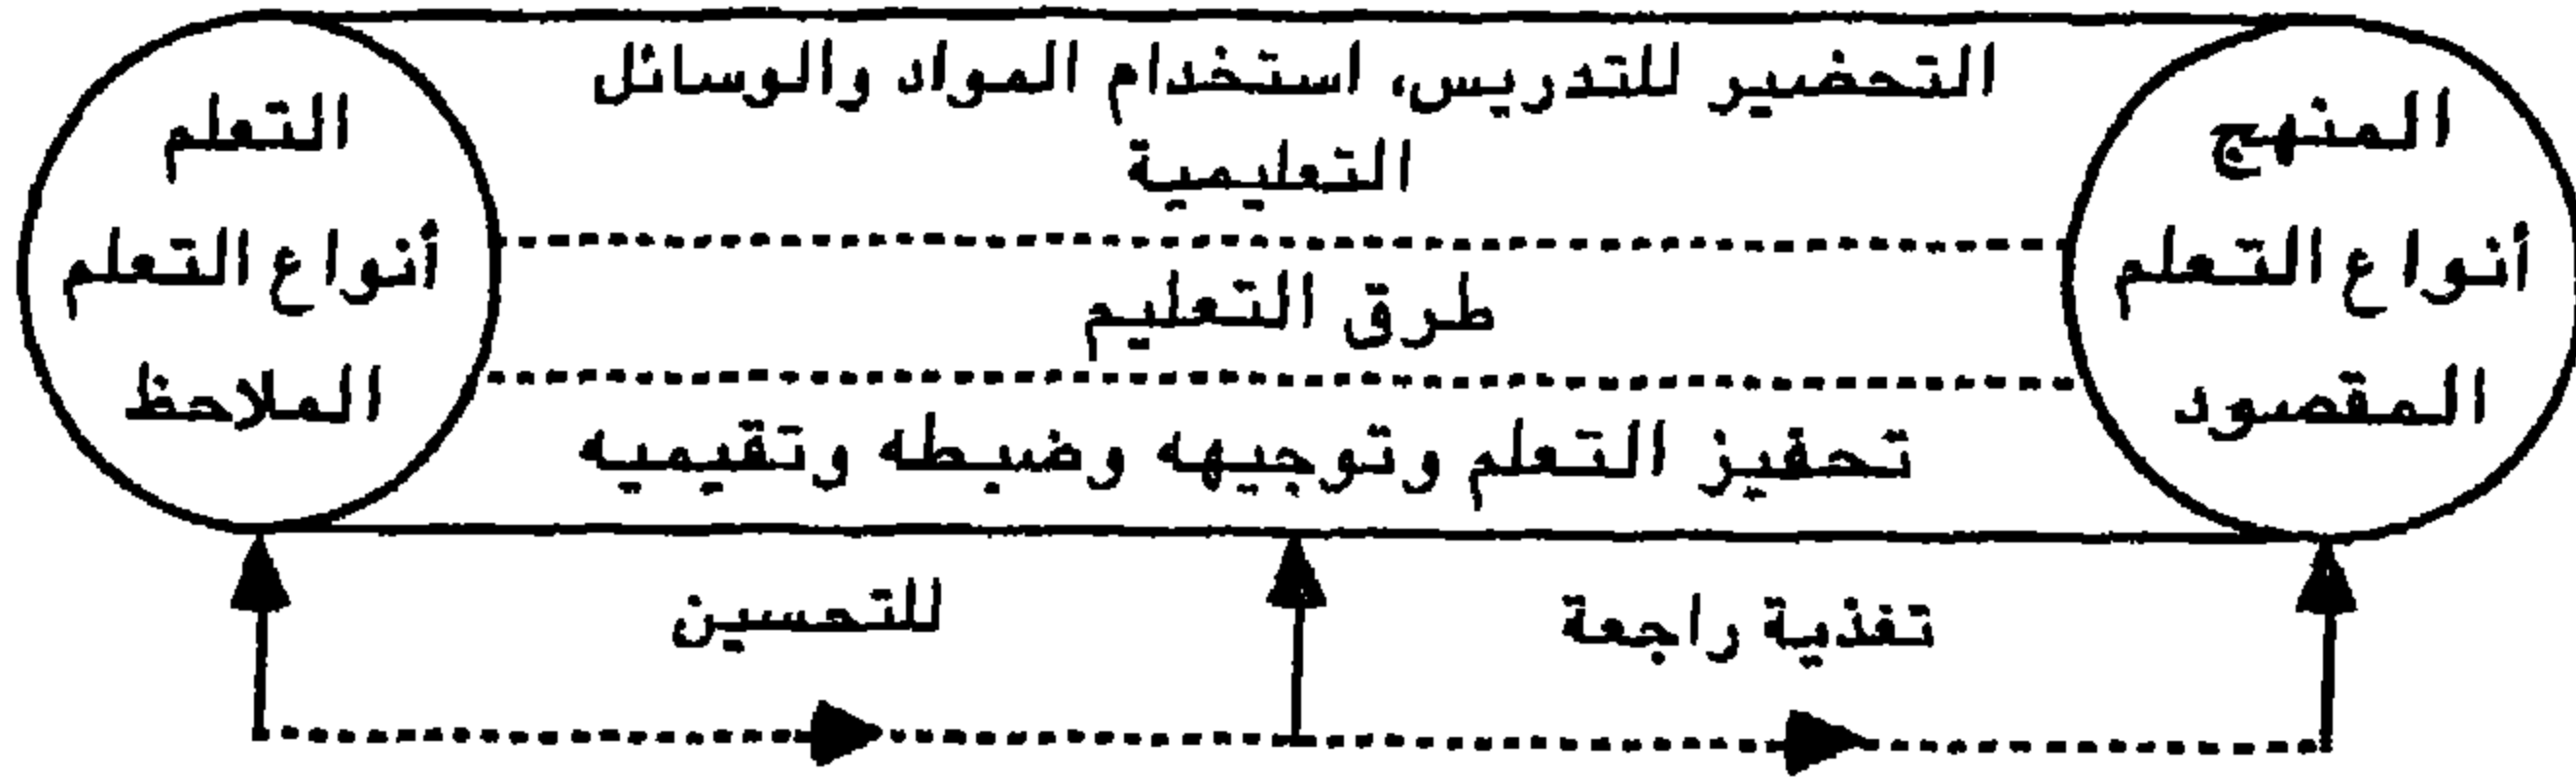 المنهج
أنواع التعلم
المقصود
التحضير للتدريس، استخدام المواد والوسائل
التعليمية
طرق التعليم
تحفيز التعلم وتوجيهه وضبطه وتقيميه
التعلم
أنواع التعلم
الملاحظ
تغذية راجعة
للتحسين